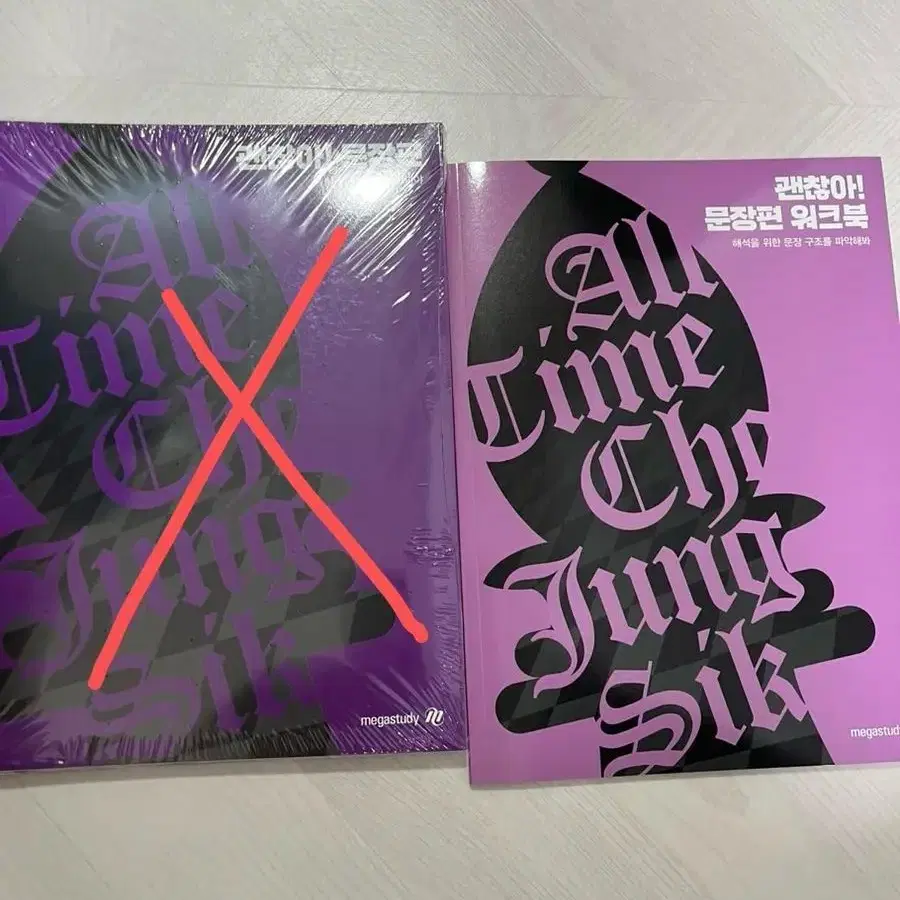 괜찮아! 문장편
All
Time
Cho
Jung
Sik
megastudy
괜찮아!
문장편 워크북
해석을 위한 문장 구조를 파악해봐
All
Time
Cho
Jung
Sik
megastudy